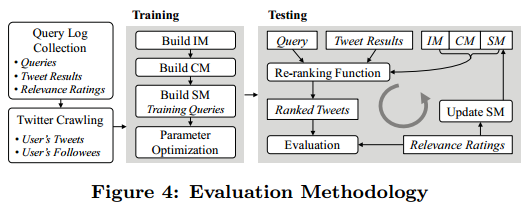 Training
Testing
Query Log
Collection
• Queries
• Tweet Results
• Relevance Ratings
Twitter Crawling
• User's Tweets
• User's Followees
Build IM
Build CM
Build SM
Training Queries
Parameter
Optimization
Query
Tweet Results
IM
CM
SM
Re-ranking Function
Ranked Tweets
Update SM
Evaluation
Relevance Ratings
Figure 4: Evaluation Methodology